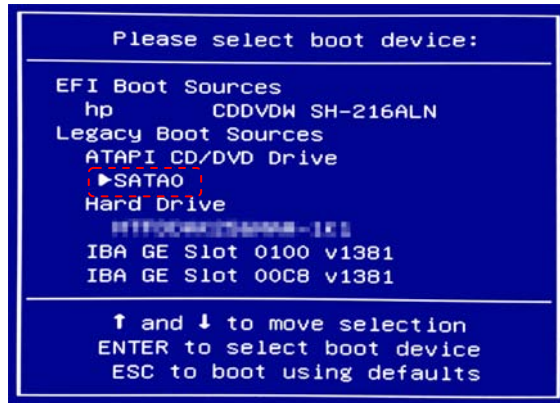 Please select boot device:
EFI Boot Sources
hp CDDVDW SH-216ALN
Legacy Boot Sources
ATAPI CD/DVD Drive
►SATA0
Hard Drive
IBA GE Slot 0100 v1381
IBA GE Slot 00C8 v1381
↑ and ↓ to move selection
ENTER to select boot device
ESC to boot using defaults